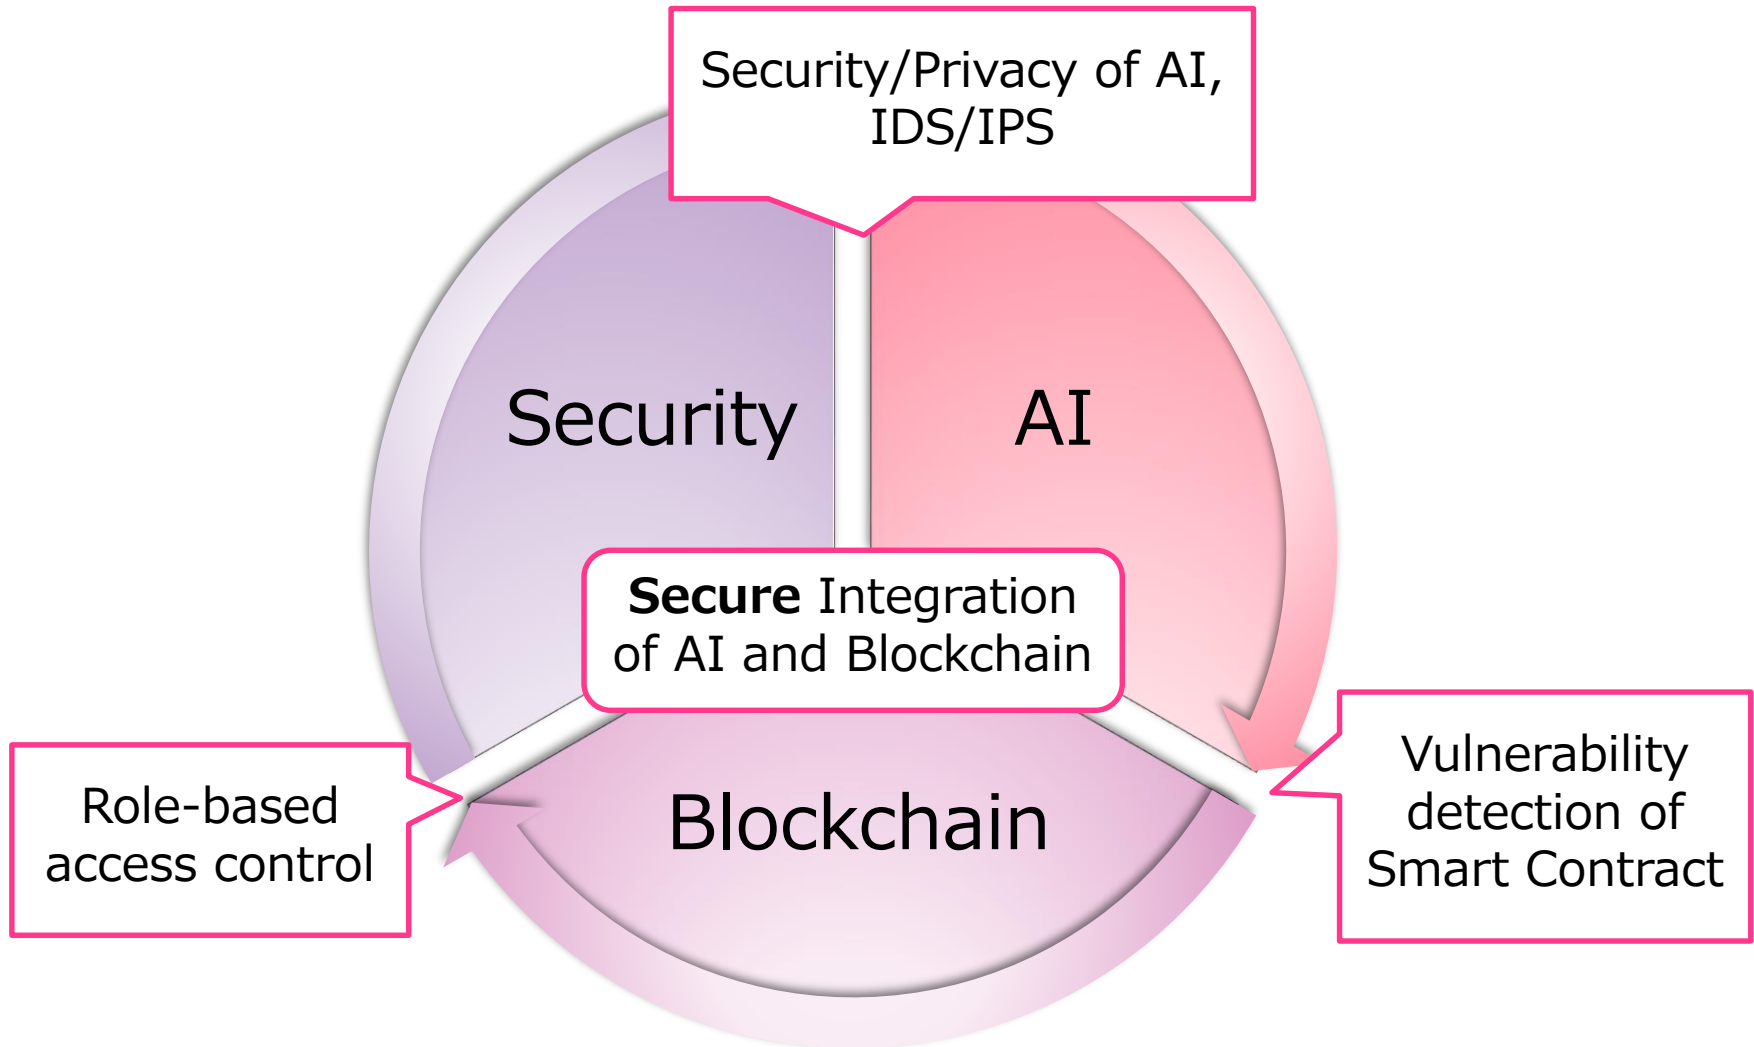 Security/Privacy of AI,
IDS/IPS
Security
AI
Secure Integration
of AI and Blockchain
Role-based
access control
Blockchain
Vulnerability
detection of
Smart Contract